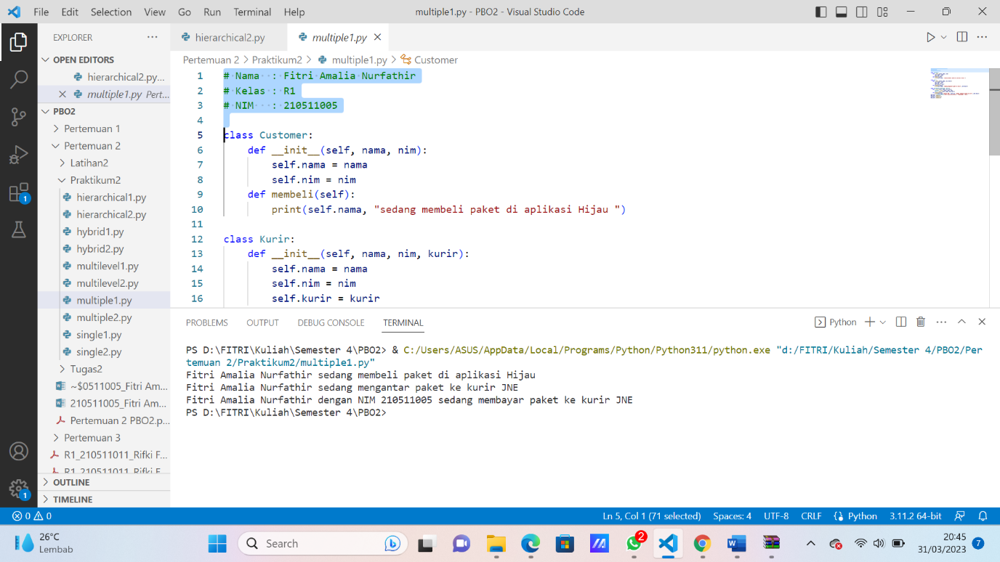 File Edit Selection View Go Run Terminal Help multiple1.py - PBO2 - Visual Studio Code
EXPLORER
OPEN EDITORS
hierarchical2.py...
multiple1.py Pert...
PBO2
Pertemuan 1
Pertemuan 2
Latihan2
Praktikum2
hierarchical1.py
hierarchical2.py
hybrid1.py
hybrid2.py
multilevel1.py
multilevel2.py
multiple1.py
multiple2.py
single1.py
single2.py
Tugas2
~$0511005_Fitri Am...
210511005_Fitri Am...
Pertemuan 2 PBO2.p...
Pertemuan 3
R1_210511011_Rifki F...
R1_210511011_Rifki F
OUTLINE
TIMELINE
1
1
hierarchical2.py multiple1.py
Pertemuan 2 > Praktikum2 > multiple1.py > Customer
1 # Nama : Fitri Amalia Nurfathir
2 # Kelas : R1
3 # NIM : 210511005
4
5 class Customer:
6 def __init__(self, nama, nim):
7 self.nama = nama
8 self.nim = nim
9 def membeli(self):
10 print(self.nama, "sedang membeli paket di aplikasi Hijau ")
11
12 class Kurir:
13 def __init__(self, nama, nim, kurir):
14 self.nama = nama
15 self.nim = nim
16 self.kurir = kurir
PROBLEMS OUTPUT DEBUG CONSOLE TERMINAL Python
PS D:\FITRI\Kuliah\Semester 4\PBO2> & C:/Users/ASUS/AppData/Local/Programs/Python/Python311/python.exe "d:/FITRI/Kuliah/Semester 4/PBO2/Per
temuan 2/Praktikum2/multiple1.py"
Fitri Amalia Nurfathir sedang membeli paket di aplikasi Hijau
Fitri Amalia Nurfathir sedang mengantar paket ke kurir JNE
Fitri Amalia Nurfathir dengan NIM 210511005 sedang membayar paket ke kurir JNE
PS D:\FITRI\Kuliah\Semester 4\PBO2>
0 0 Ln 5, Col 1 (71 selected) Spaces: 4 UTF-8 CRLF Python 3.11.2 64-bit
26°C
Lembab
Search
2
20:45
31/03/2023
7